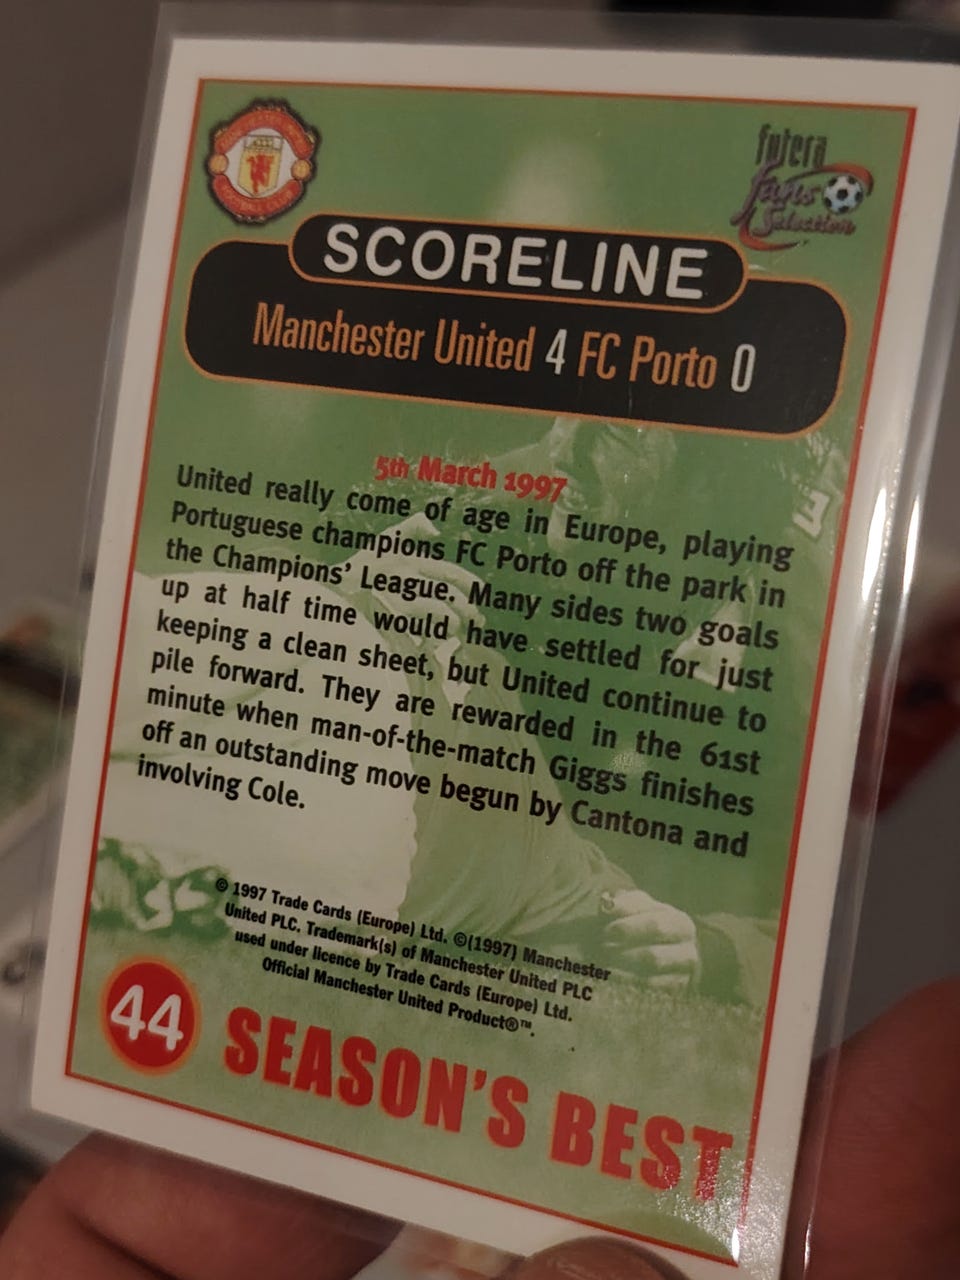 MANCHESTER UNITED
FOOTBALL CLUB
futera
fans
Selection
SCORELINE
Manchester United 4 FC Porto 0
5th March 1997
United really come of age in Europe, playing
Portuguese champions FC Porto off the park in
the Champions' League. Many sides two goals
up at half time would have settled for just
keeping a clean sheet, but United continue to
pile forward. They are rewarded in the 61st
minute when man-of-the-match Giggs finishes
off an outstanding move begun by Cantona and
involving Cole.
© 1997 Trade Cards (Europe) Ltd. ©(1997) Manchester
United PLC. Trademark(s) of Manchester United PLC
used under licence by Trade Cards (Europe) Ltd.
Official Manchester United Product®™.
44
SEASON'S BEST